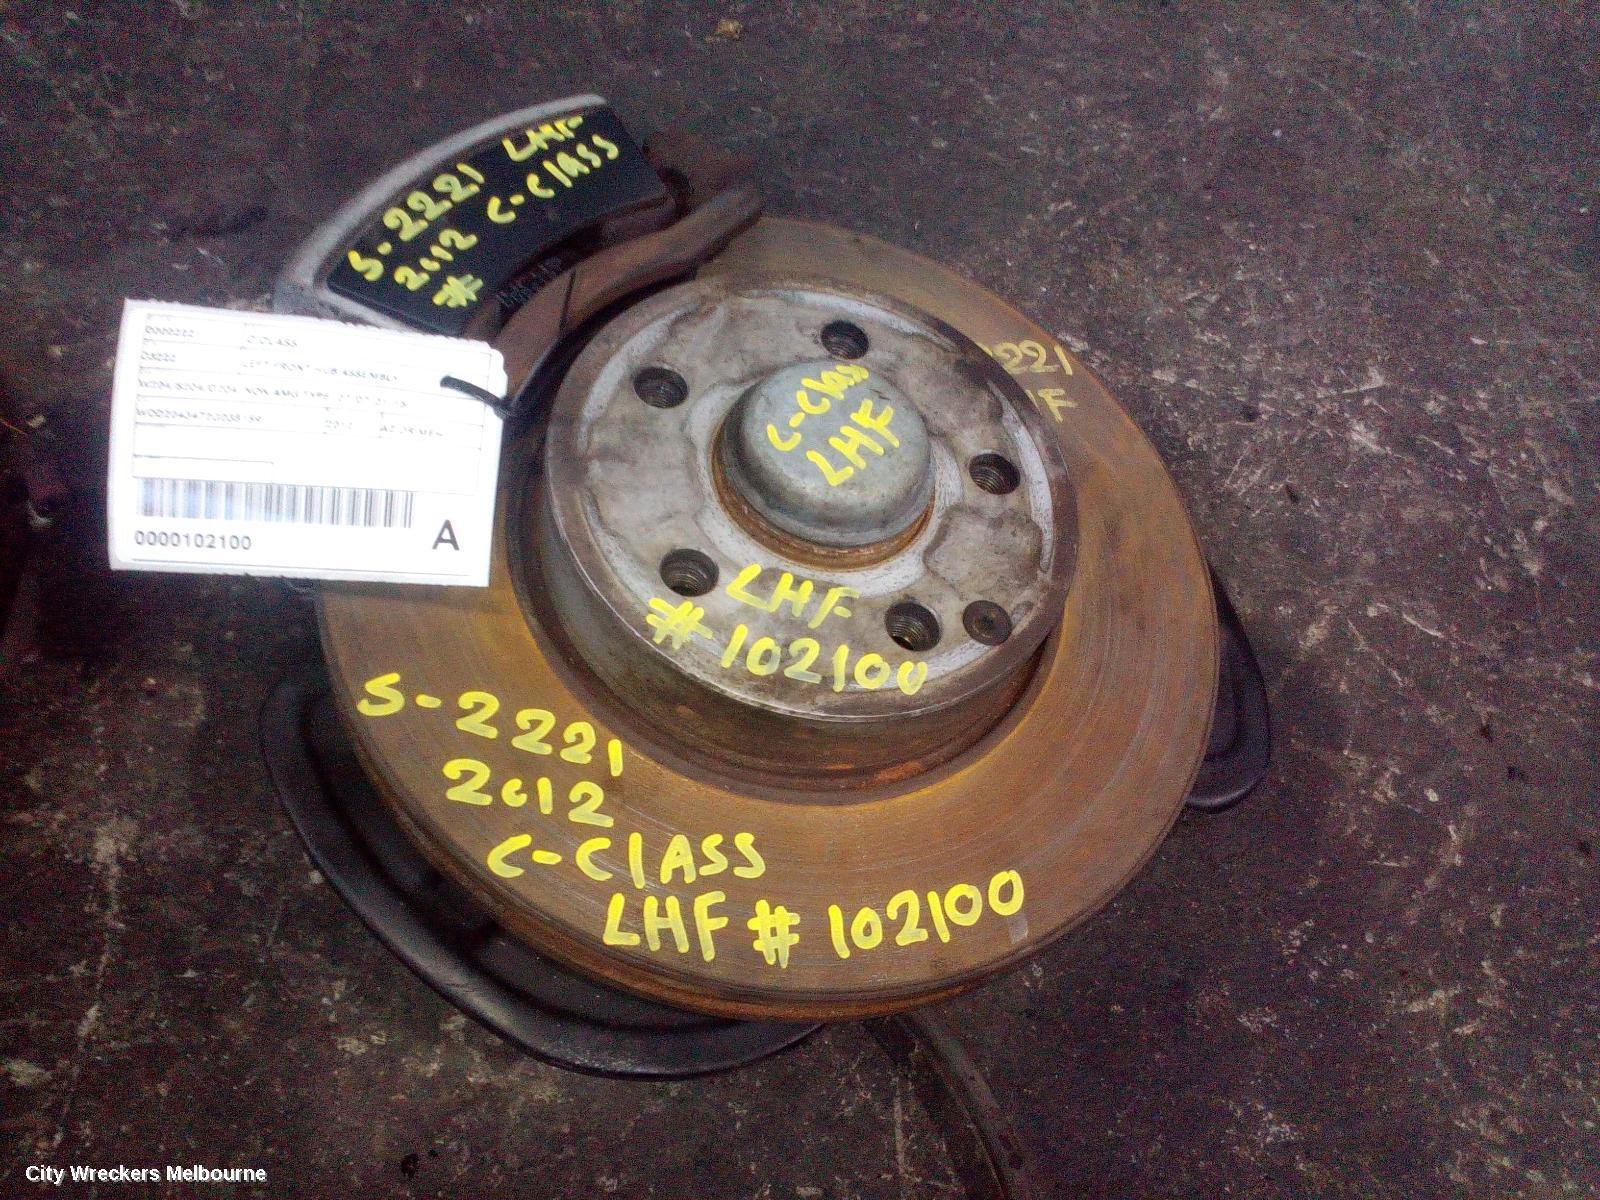 S-2221 LHF
2012 C-Class
#
C CLASS
LEFT FRONT HUB ASSEMBLY
0000102100
A
C-Class
LHF
221
LHF
# 102100
S-2221
2012
C-ClASS
LHF # 102100
City Wreckers Melbourne